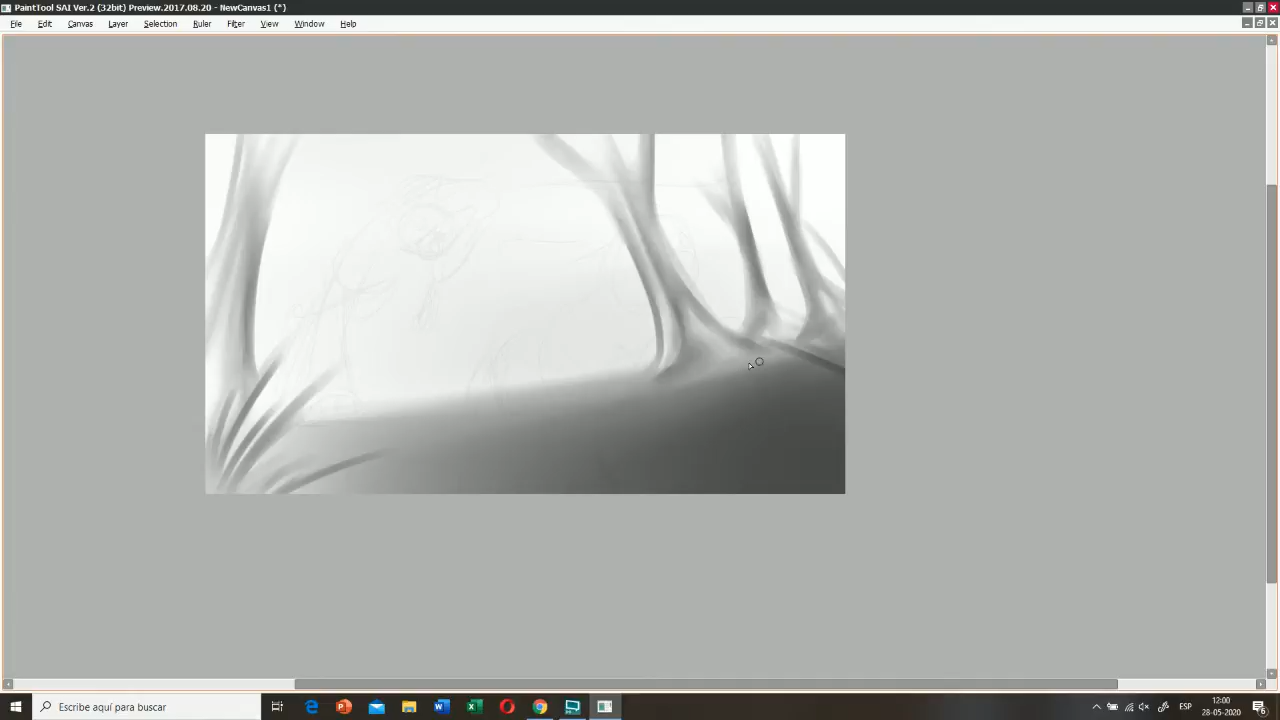 PaintTool SAI Ver.2 (32bit) Preview.2017.08.20 - NewCanvas1 (*)
File Edit Canvas Layer Selection Ruler Filter View Window Help
Escribe aquí para buscar
ESP
12:00
28-05-2020
6